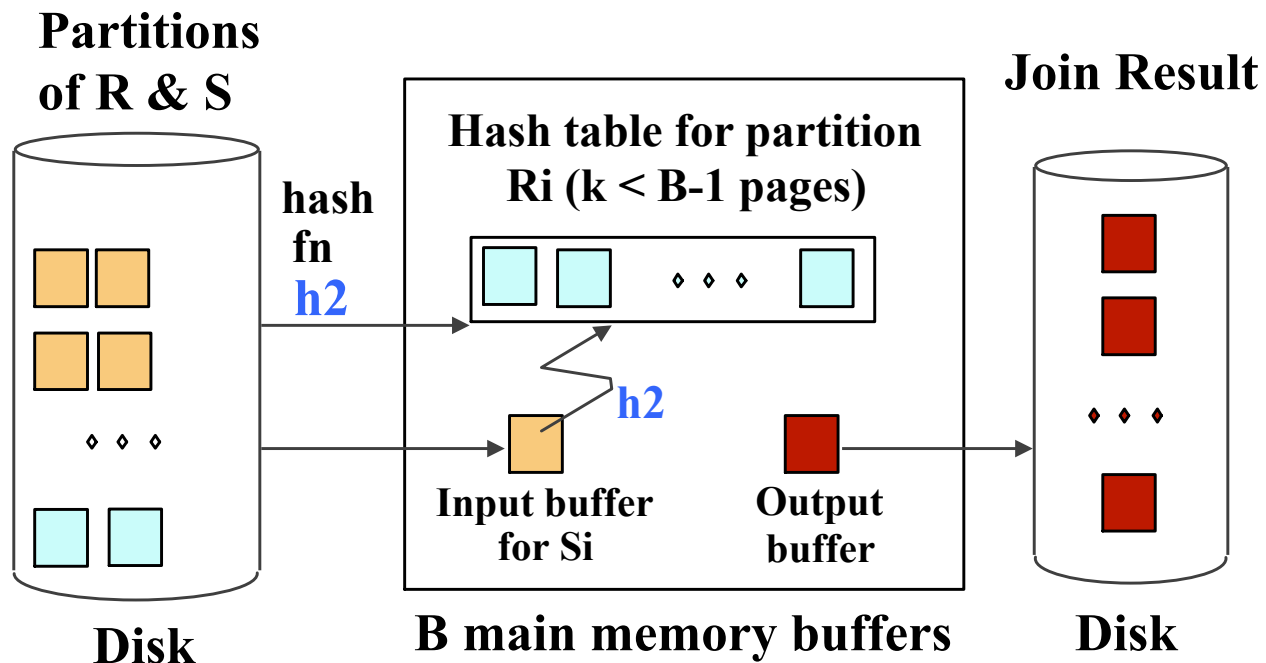 Partitions
of R & S
Join Result
Hash table for partition
Ri (k < B-1 pages)
hash
fn
h2
h2
Input buffer
for Si
Output
buffer
Disk
B main memory buffers
Disk